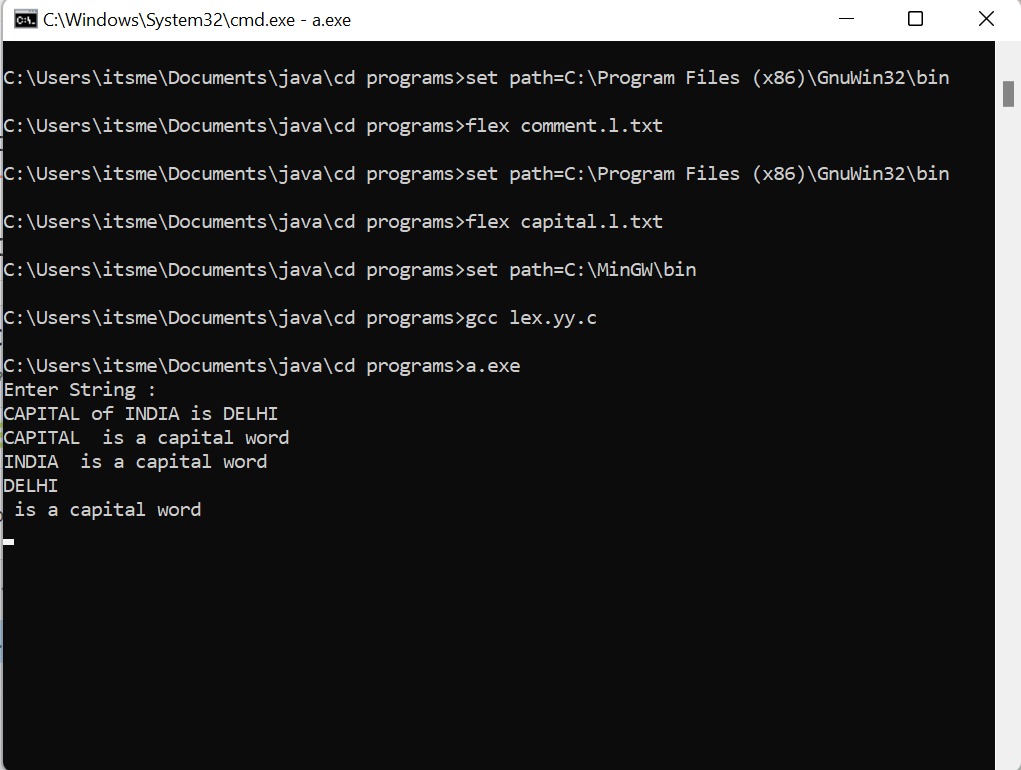 C:\Windows\System32\cmd.exe - a.exe
C:\Users\itsme\Documents\java\cd programs>set path=C:\Program Files (x86)\GnuWin32\bin
C:\Users\itsme\Documents\java\cd programs>flex comment.l.txt
C:\Users\itsme\Documents\java\cd programs>set path=C:\Program Files (x86)\GnuWin32\bin
C:\Users\itsme\Documents\java\cd programs>flex capital.l.txt
C:\Users\itsme\Documents\java\cd programs>set path=C:\MinGW\bin
C:\Users\itsme\Documents\java\cd programs>gcc lex.yy.c
C:\Users\itsme\Documents\java\cd programs>a.exe
Enter String :
CAPITAL of INDIA is DELHI
CAPITAL  is a capital word
INDIA  is a capital word
DELHI
 is a capital word